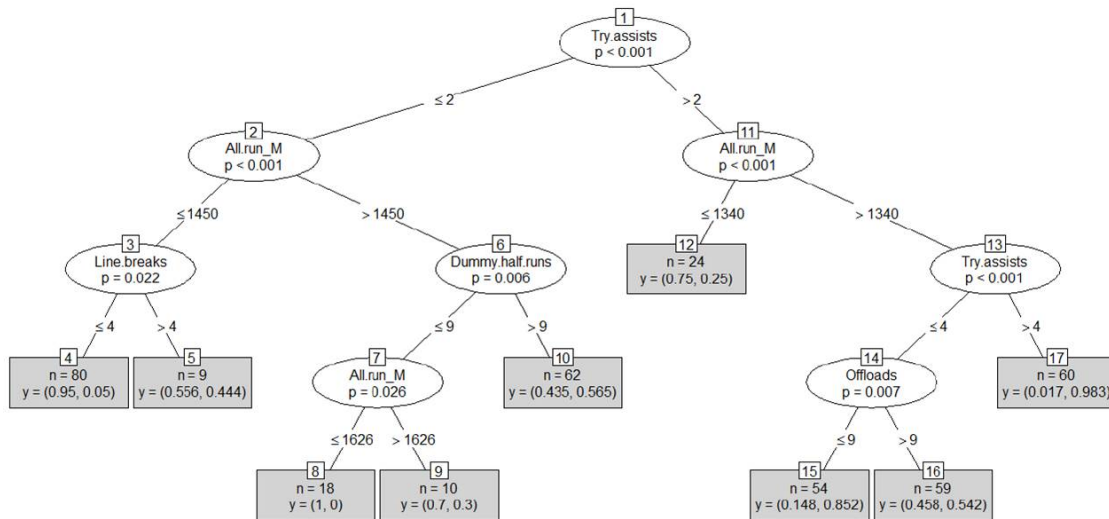 1
Try.assists
p < 0.001
≤ 2
> 2
2
All.run_M
p < 0.001
11
All.run_M
p < 0.001
≤ 1450
> 1450
≤ 1340
> 1340
3
Line.breaks
p = 0.022
6
Dummy.half.runs
p = 0.006
12
n = 24
y = (0.75, 0.25)
13
Try.assists
p < 0.001
≤ 4
> 4
≤ 9
> 9
≤ 4
> 4
4
n = 80
y = (0.95, 0.05)
5
n = 9
y = (0.556, 0.444)
7
All.run_M
p = 0.026
10
n = 62
y = (0.435, 0.565)
14
Offloads
p = 0.007
17
n = 60
y = (0.017, 0.983)
≤ 1626
> 1626
≤ 9
> 9
8
n = 18
y = (1, 0)
9
n = 10
y = (0.7, 0.3)
15
n = 54
y = (0.148, 0.852)
16
n = 59
y = (0.458, 0.542)